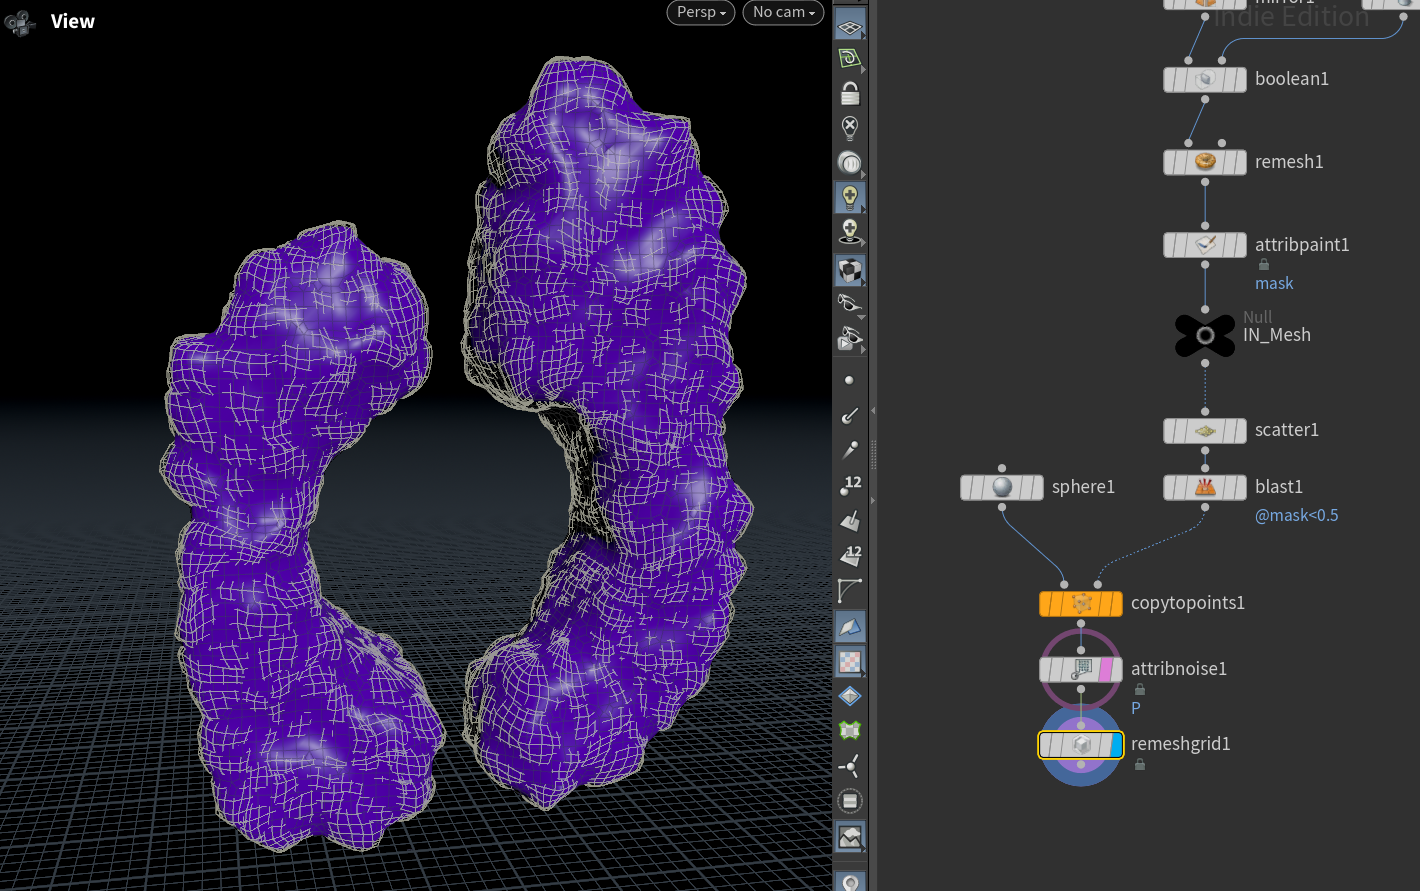 View
Persp
No cam
12
12
mirror1
Indie Edition
boolean1
remesh1
attribpaint1
mask
Null
IN_Mesh
scatter1
sphere1
blast1
@mask<0.5
copytopoints1
attribnoise1
P
remeshgrid1